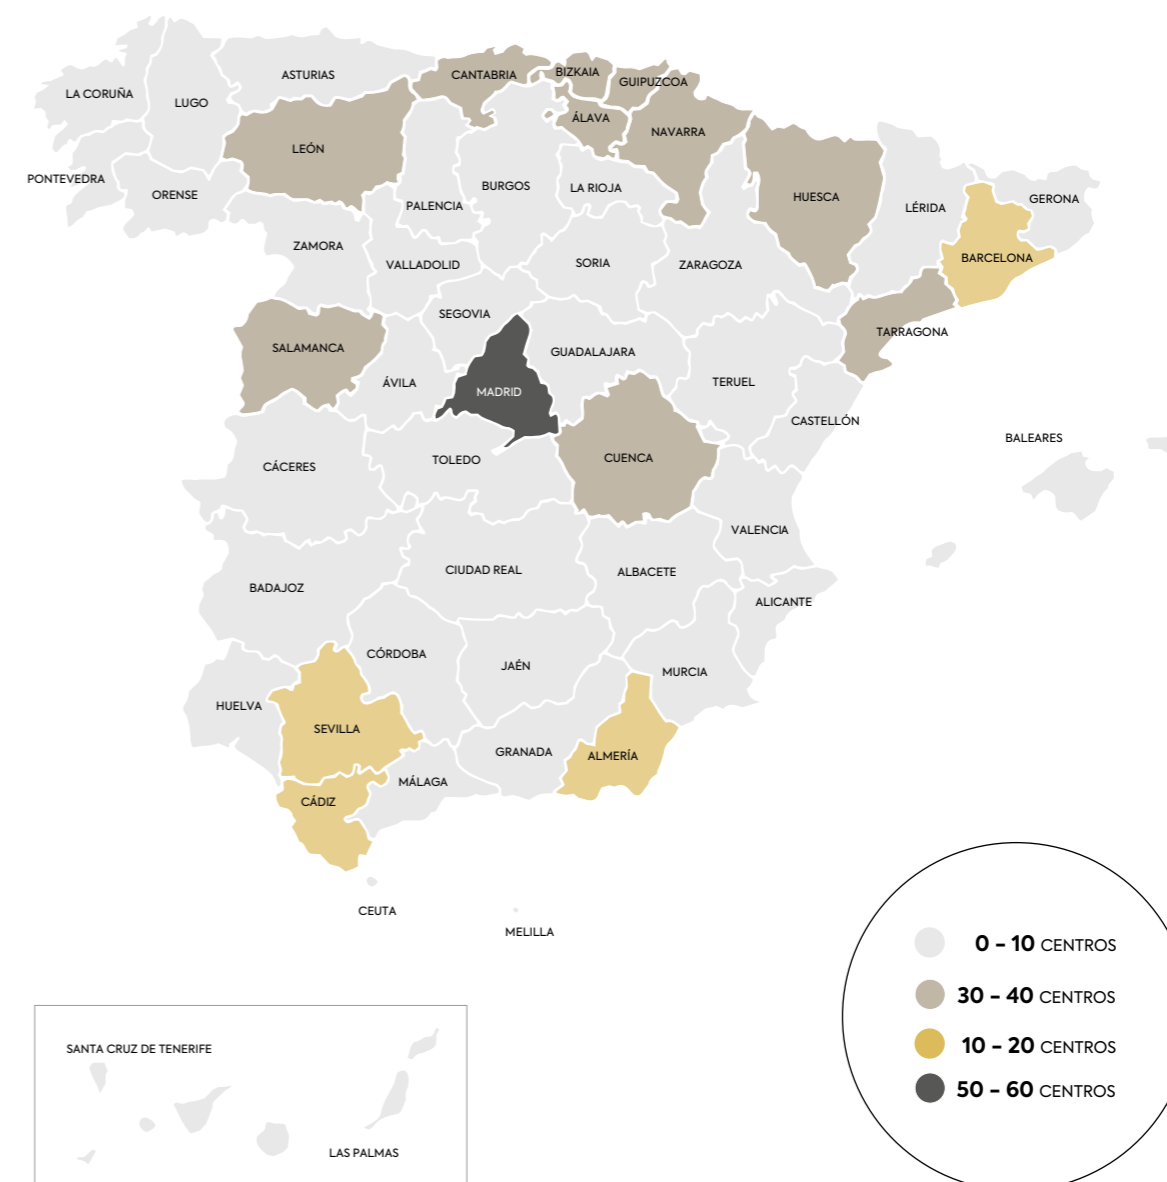 ASTURIAS
CANTABRIA
BIZKAIA
GUIPUZCOA
LA CORUÑA
LUGO
ÁLAVA
NAVARRA
LEÓN
PONTEVEDRA
ORENSE
PALENCIA
BURGOS
LA RIOJA
HUESCA
LÉRIDA
GERONA
ZAMORA
VALLADOLID
SORIA
ZARAGOZA
BARCELONA
SEGOVIA
TARRAGONA
SALAMANCA
ÁVILA
MADRID
GUADALAJARA
TERUEL
CASTELLÓN
BALEARES
CÁCERES
TOLEDO
CUENCA
VALENCIA
BADAJOZ
CIUDAD REAL
ALBACETE
ALICANTE
CÓRDOBA
JAÉN
MURCIA
HUELVA
SEVILLA
GRANADA
ALMERÍA
CÁDIZ
MÁLAGA
CEUTA
MELILLA
0 – 10 CENTROS
30 – 40 CENTROS
10 – 20 CENTROS
50 – 60 CENTROS
SANTA CRUZ DE TENERIFE
LAS PALMAS